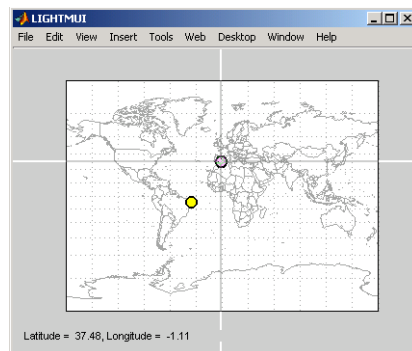 LIGHTMUI
File Edit View Insert Tools Web Desktop Window Help
Latitude = 37.48, Longitude = -1.11